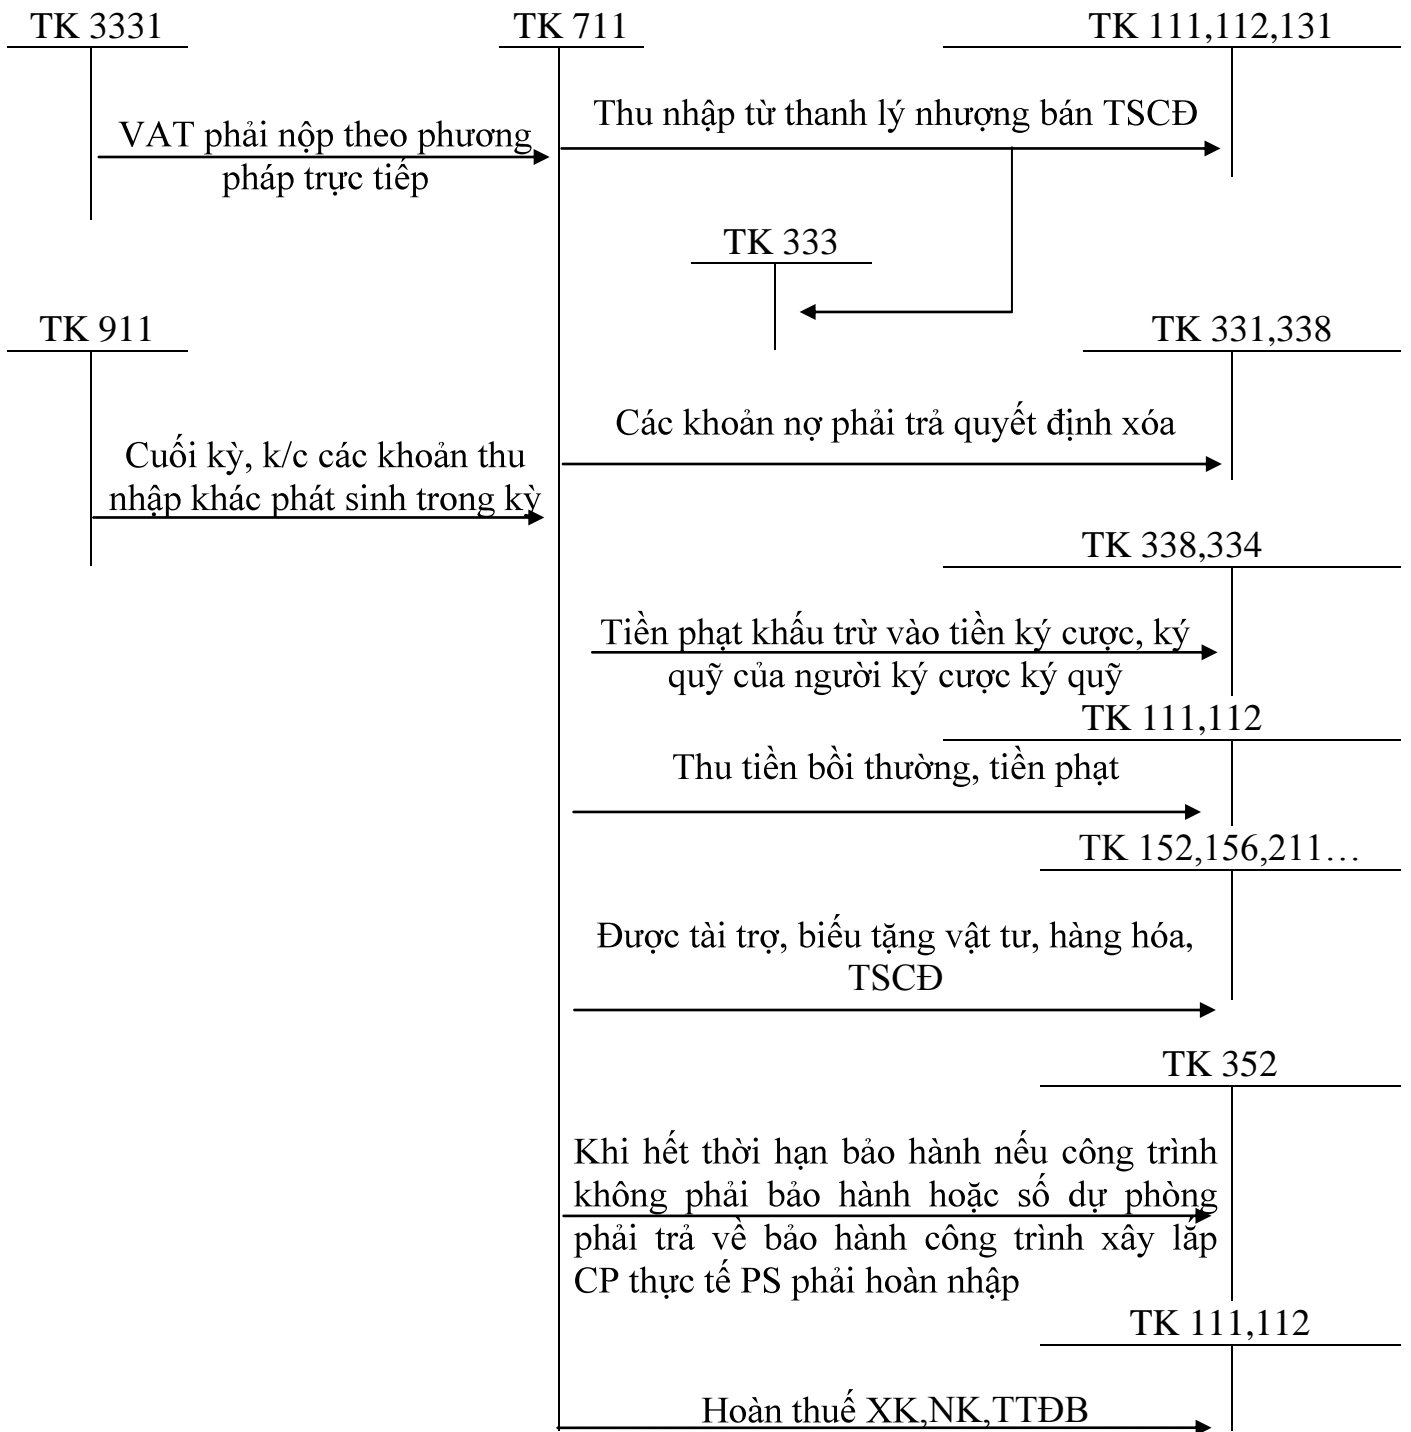 TK 3331
TK 711
TK 111,112,131
VAT phải nộp theo phương
pháp trực tiếp
Thu nhập từ thanh lý nhượng bán TSCĐ
TK 333
TK 911
TK 331,338
Cuối kỳ, k/c các khoản thu
nhập khác phát sinh trong kỳ
Các khoản nợ phải trả quyết định xóa
TK 338,334
Tiền phạt khấu trừ vào tiền ký cược, ký
quỹ của người ký cược ký quỹ
TK 111,112
Thu tiền bồi thường, tiền phạt
TK 152,156,211…
Được tài trợ, biếu tặng vật tư, hàng hóa,
TSCĐ
TK 352
Khi hết thời hạn bảo hành nếu công trình
không phải bảo hành hoặc số dự phòng
phải trả về bảo hành công trình xây lắp
CP thực tế PS phải hoàn nhập
TK 111,112
Hoàn thuế XK,NK,TTĐB